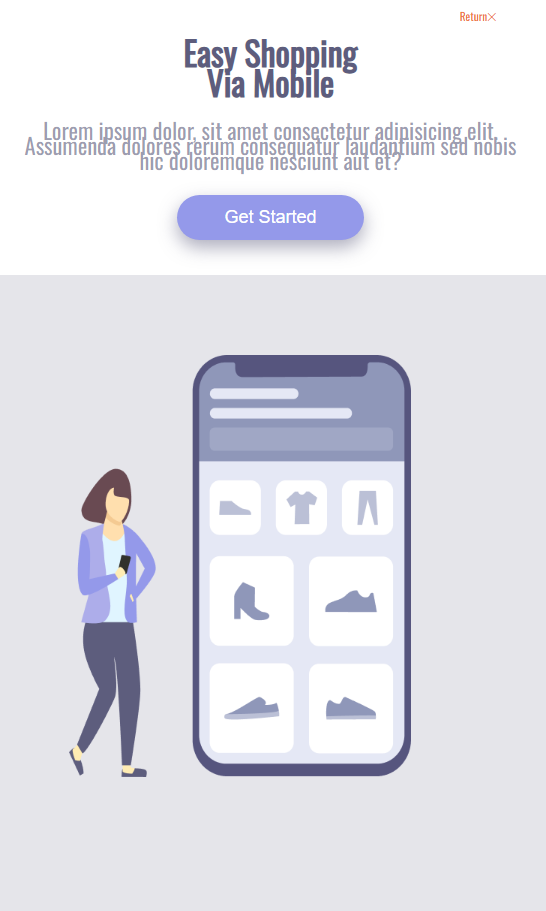 Return
Easy Shopping
Via Mobile
Lorem ipsum dolor, sit amet consectetur adipisicing elit.
Assumenda dolores rerum consequatur laudantium sed nobis
hic doloremque nesciunt aut et?
Get Started